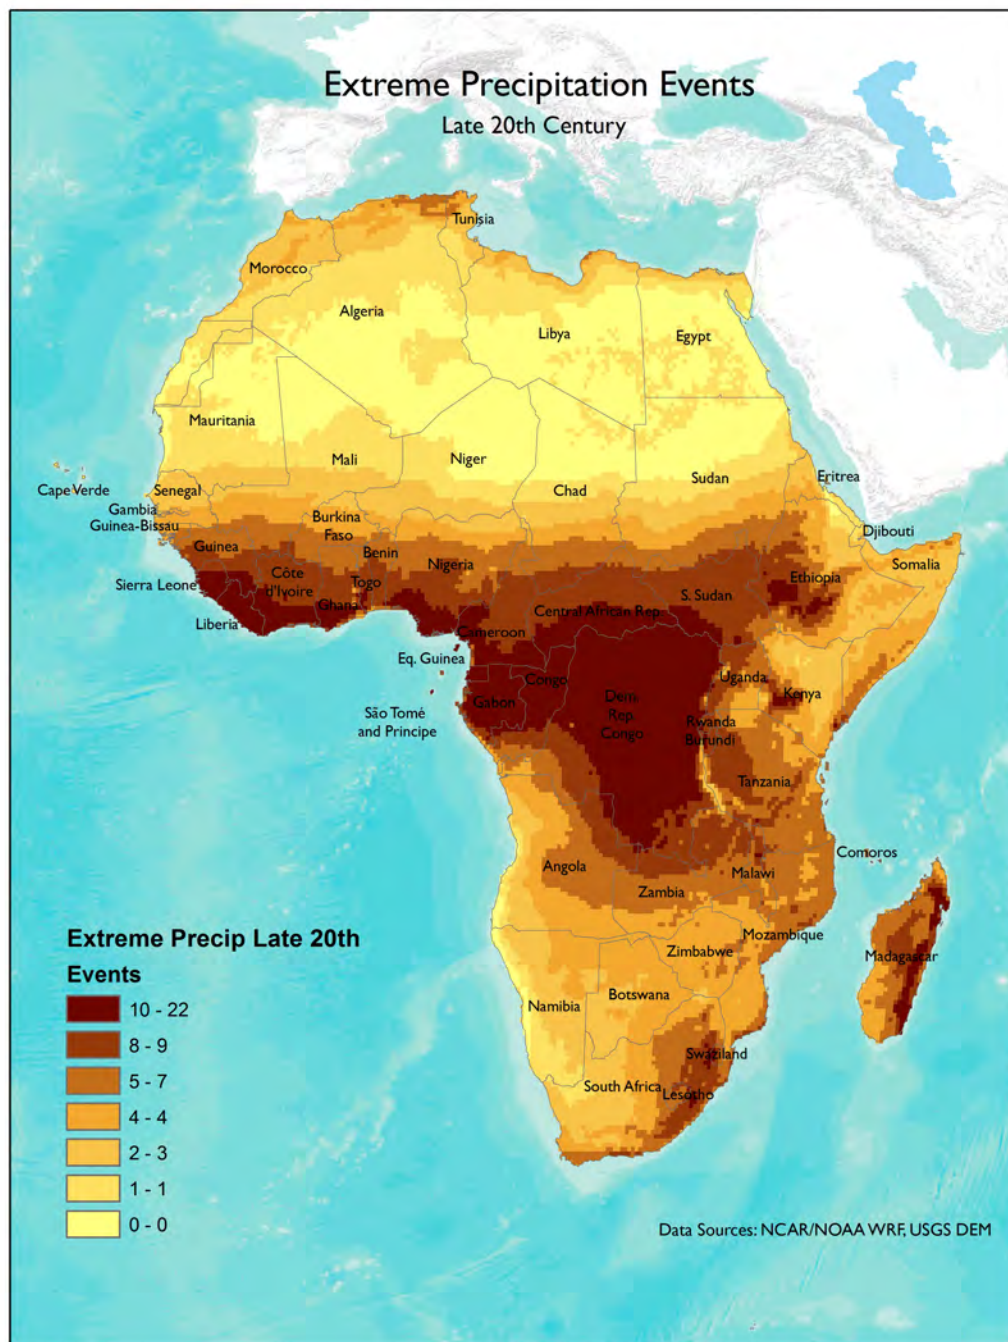 Extreme Precipitation Events
Late 20th Century
Tunisia
Morocco
Algeria
Libya
Egypt
Mauritania
Mali
Niger
Chad
Sudan
Eritrea
Cape Verde
Senegal
Gambia
Guinea-Bissau
Burkina
Faso
Djibouti
Guinea
Benin
Nigeria
Somalia
Côte
d'Ivoire
Togo
Ethiopia
Sierra Leone
Ghana
Central African Rep.
S. Sudan
Liberia
Cameroon
Eq. Guinea
Congo
Uganda
Kenya
Gabon
Dem
Rep
Congo
São Tomé
and Principe
Rwanda
Burundi
Tanzania
Comoros
Angola
Malawi
Zambia
Mozambique
Zimbabwe
Madagascar
Botswana
Namibia
Swaziland
South Africa
Lesotho
Extreme Precip Late 20th
Events
10 - 22
8 - 9
5 - 7
4 - 4
2 - 3
1 - 1
0 - 0
Data Sources: NCAR/NOAA WRF, USGS DEM